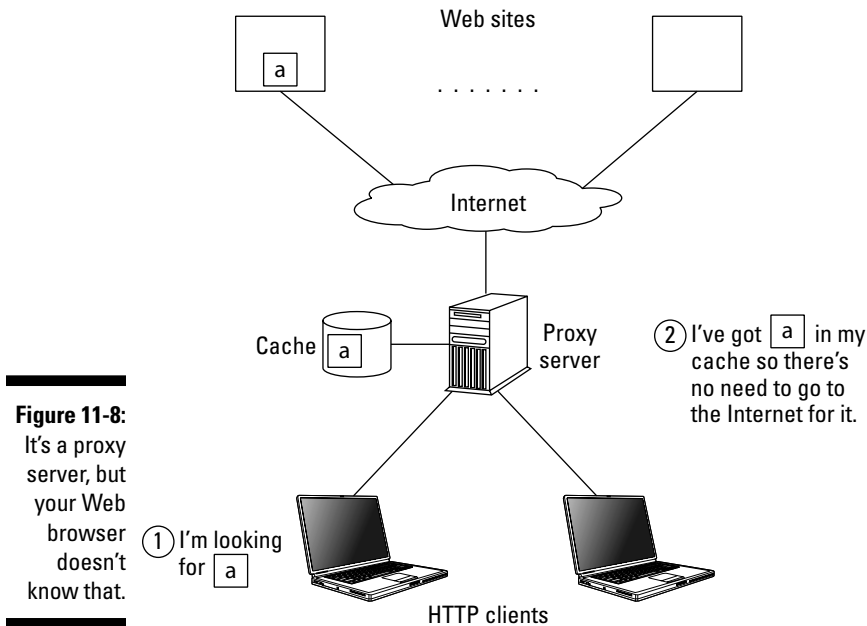 Web sites
a
. . . . . . .
Internet
Cache
a
Proxy
server
2 I've got a in my
cache so there's
no need to go to
the Internet for it.
Figure 11-8:
It's a proxy
server, but
your Web
browser
doesn't
know that.
1 I'm looking
for a
HTTP clients